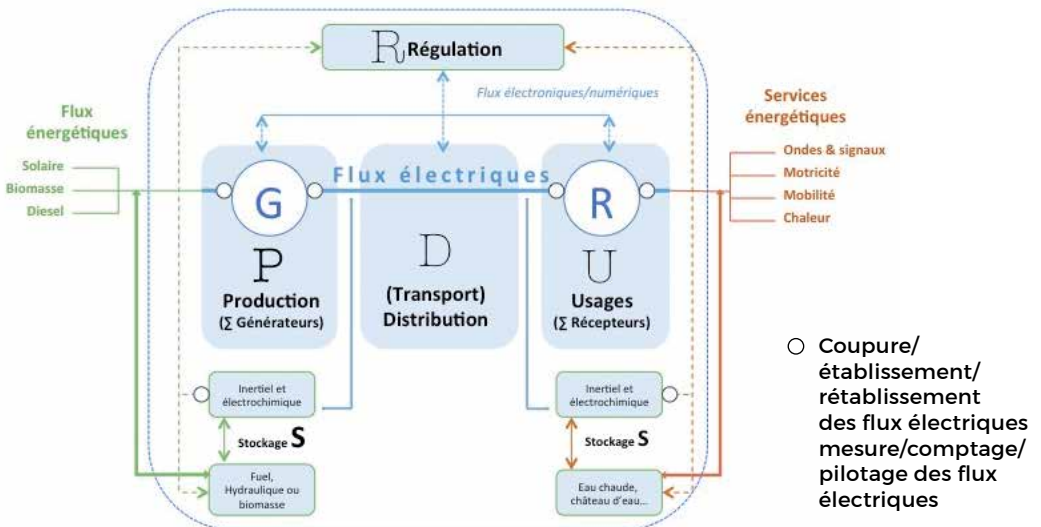 R Régulation
Flux électroniques/numériques
Flux
énergétiques
Solaire
Biomasse
Diesel
Services
énergétiques
Ondes & signaux
Motricité
Mobilité
Chaleur
Flux électriques
G
R
P
Production
(∑ Générateurs)
D
(Transport)
Distribution
U
Usages
(∑ Récepteurs)
Inertiel et
électrochimique
Stockage S
Fuel,
Hydraulique ou
biomasse
Inertiel et
électrochimique
Stockage S
Eau chaude,
château d'eau...
Coupure/
établissement/
rétablissement
des flux électriques
mesure/comptage/
pilotage des flux
électriques